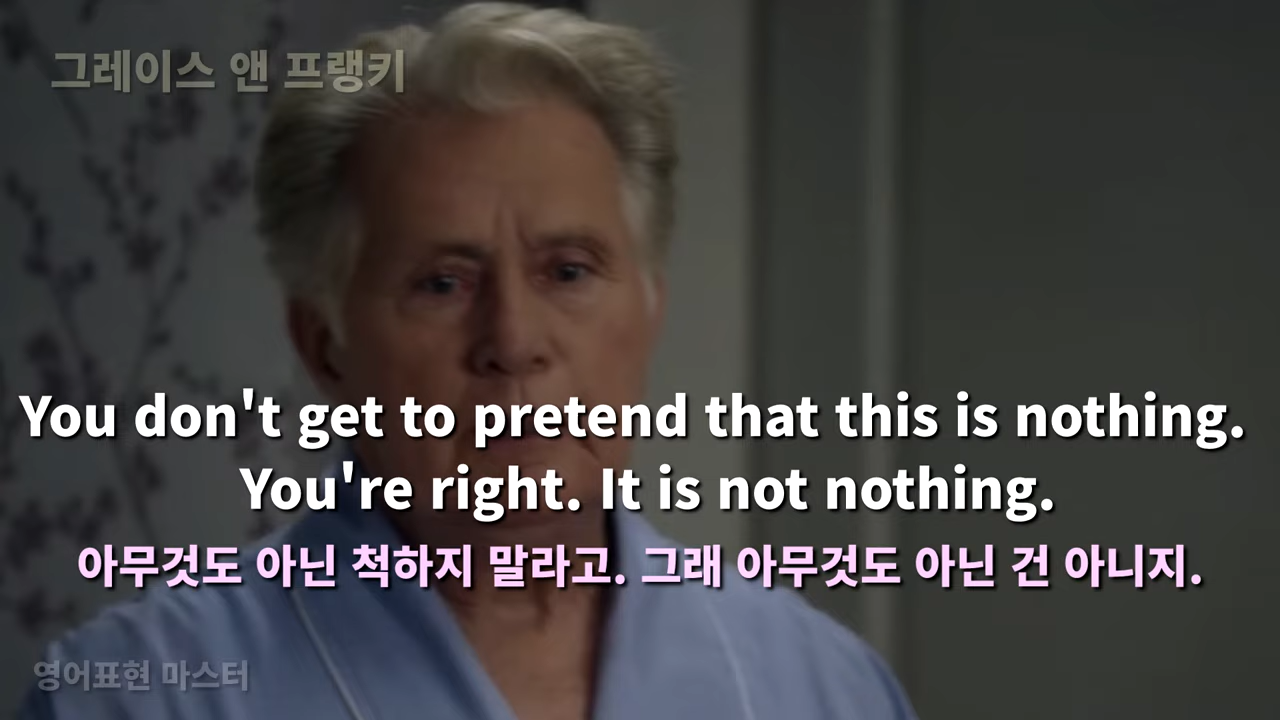 그레이스 앤 프랭키
You don't get to pretend that this is nothing.
You're right. It is not nothing.
아무것도 아닌 척하지 말라고. 그래 아무것도 아닌 건 아니지.
영어표현 마스터